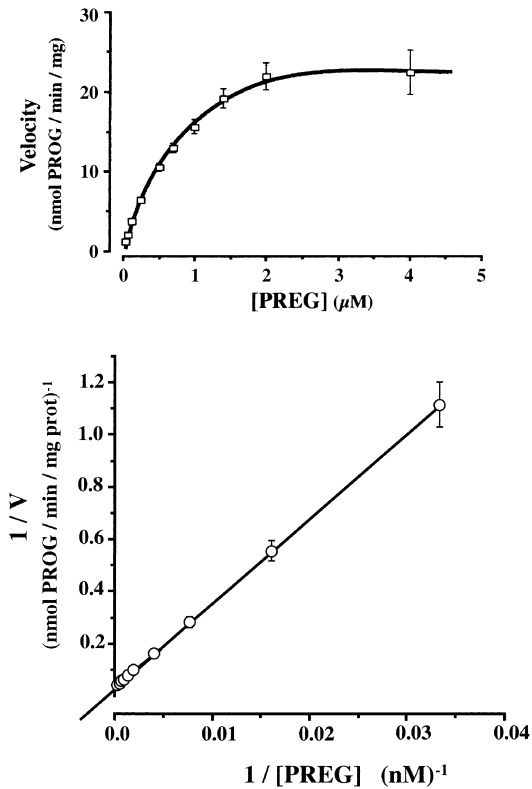 30
20
10
0
Velocity
(nmol PROG / min / mg)
0 1 2 3 4 5
[PREG] (µM)
1.2
1.0
0.8
0.6
0.4
0.2
1 / V
(nmol PROG / min / mg prot)-1
0.0 0.01 0.02 0.03 0.04
1 / [PREG] (nM)-1